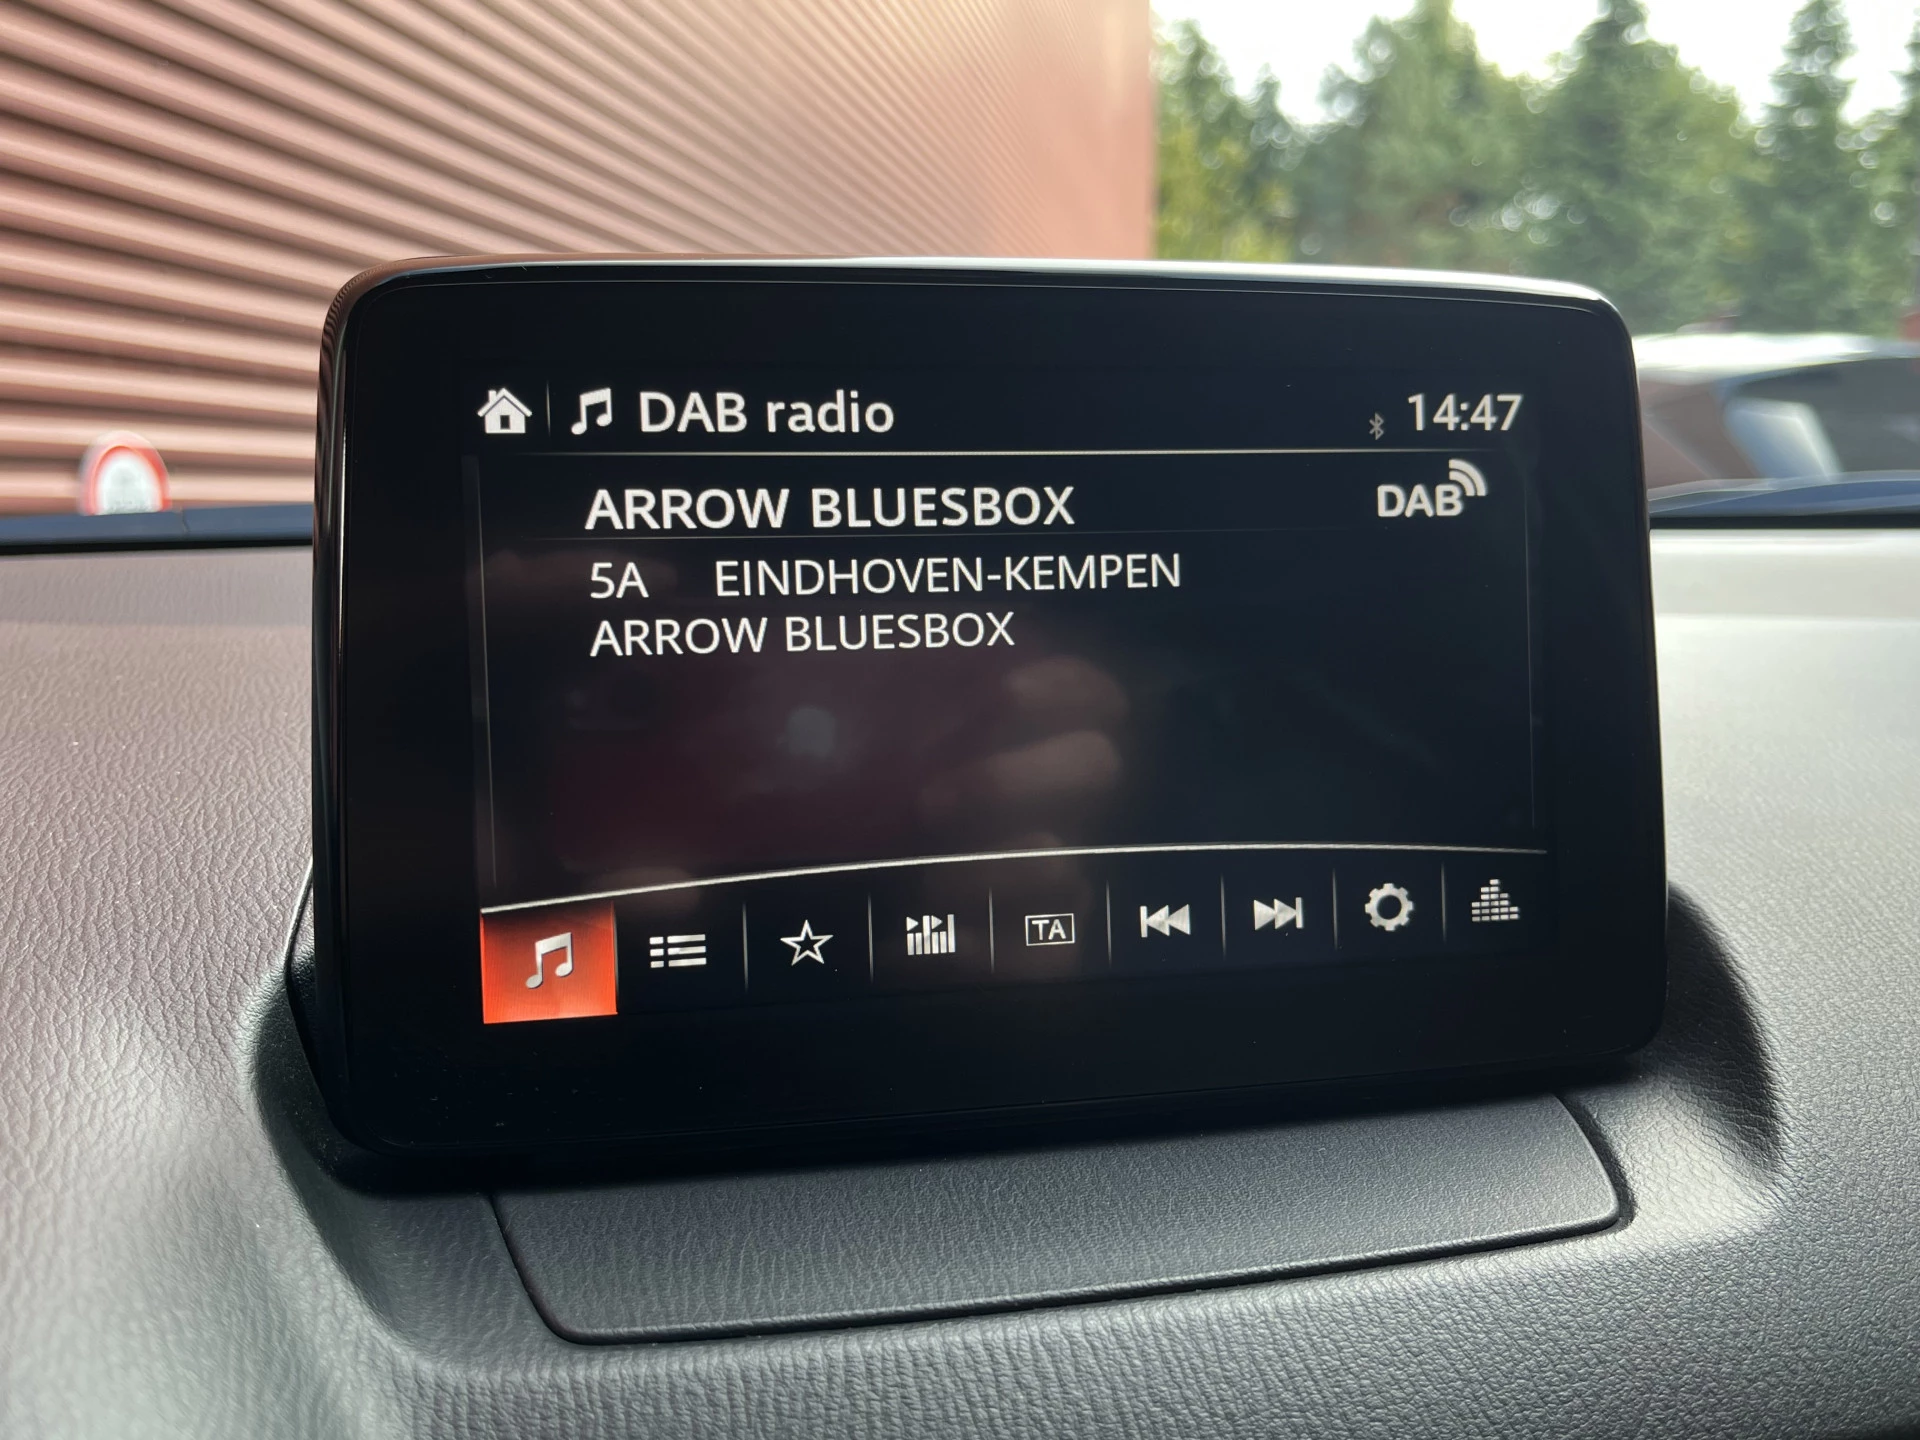 DAB radio 14:47
ARROW BLUESBOX DAB
5A EINDHOVEN-KEMPEN
ARROW BLUESBOX
TA